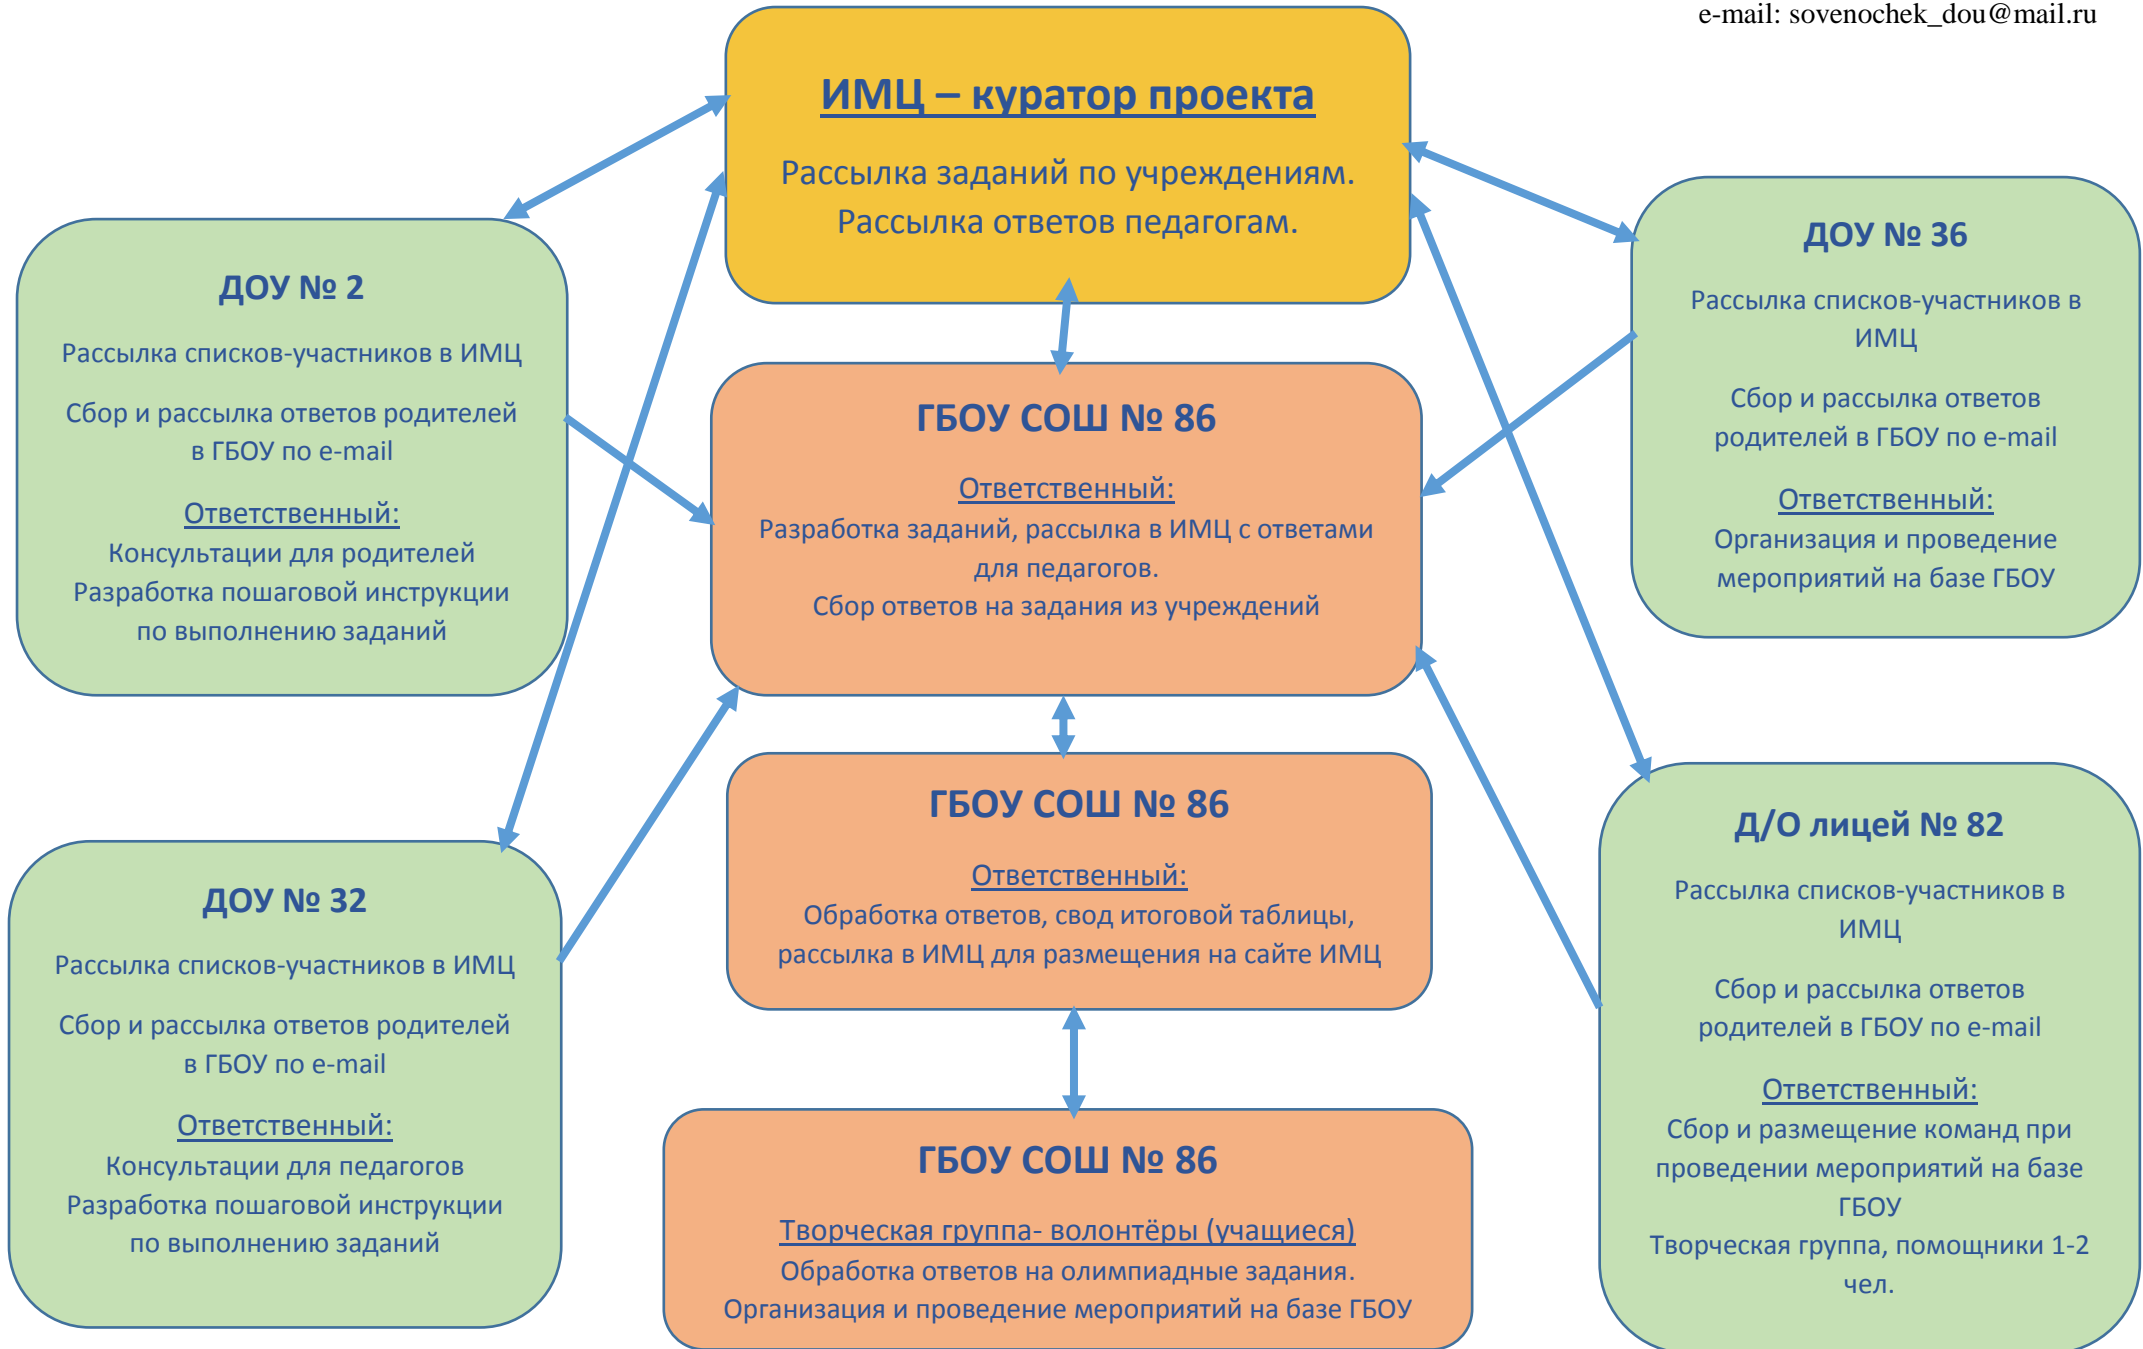 e-mail: sovenochek_dou@mail.ru
ИМЦ – куратор проекта
Рассылка заданий по учреждениям.
Рассылка ответов педагогам.
ДОУ № 2
Рассылка списков-участников в ИМЦ
Сбор и рассылка ответов родителей
в ГБОУ по e-mail
Ответственный:
Консультации для родителей
Разработка пошаговой инструкции
по выполнению заданий
ГБОУ СОШ № 86
Ответственный:
Разработка заданий, рассылка в ИМЦ с ответами
для педагогов.
Сбор ответов на задания из учреждений
ДОУ № 36
Рассылка списков-участников в
ИМЦ
Сбор и рассылка ответов
родителей в ГБОУ по e-mail
Ответственный:
Организация и проведение
мероприятий на базе ГБОУ
ДОУ № 32
Рассылка списков-участников в ИМЦ
Сбор и рассылка ответов родителей
в ГБОУ по e-mail
Ответственный:
Консультации для педагогов
Разработка пошаговой инструкции
по выполнению заданий
ГБОУ СОШ № 86
Ответственный:
Обработка ответов, свод итоговой таблицы,
рассылка в ИМЦ для размещения на сайте ИМЦ
ГБОУ СОШ № 86
Творческая группа- волонтёры (учащиеся)
Обработка ответов на олимпиадные задания.
Организация и проведение мероприятий на базе ГБОУ
Д/О лицей № 82
Рассылка списков-участников в
ИМЦ
Сбор и рассылка ответов
родителей в ГБОУ по e-mail
Ответственный:
Сбор и размещение команд при
проведении мероприятий на базе
ГБОУ
Творческая группа, помощники 1-2
чел.